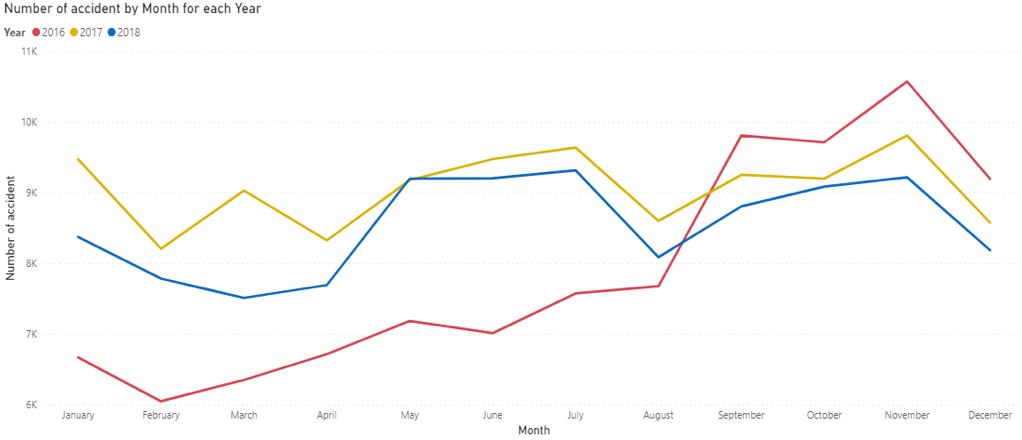 Number of accident by Month for each Year
Year 2016 2017 2018
11K
10K
9K
8K
7K
6K
Number of accident
January February March April May June July August September October November December
Month